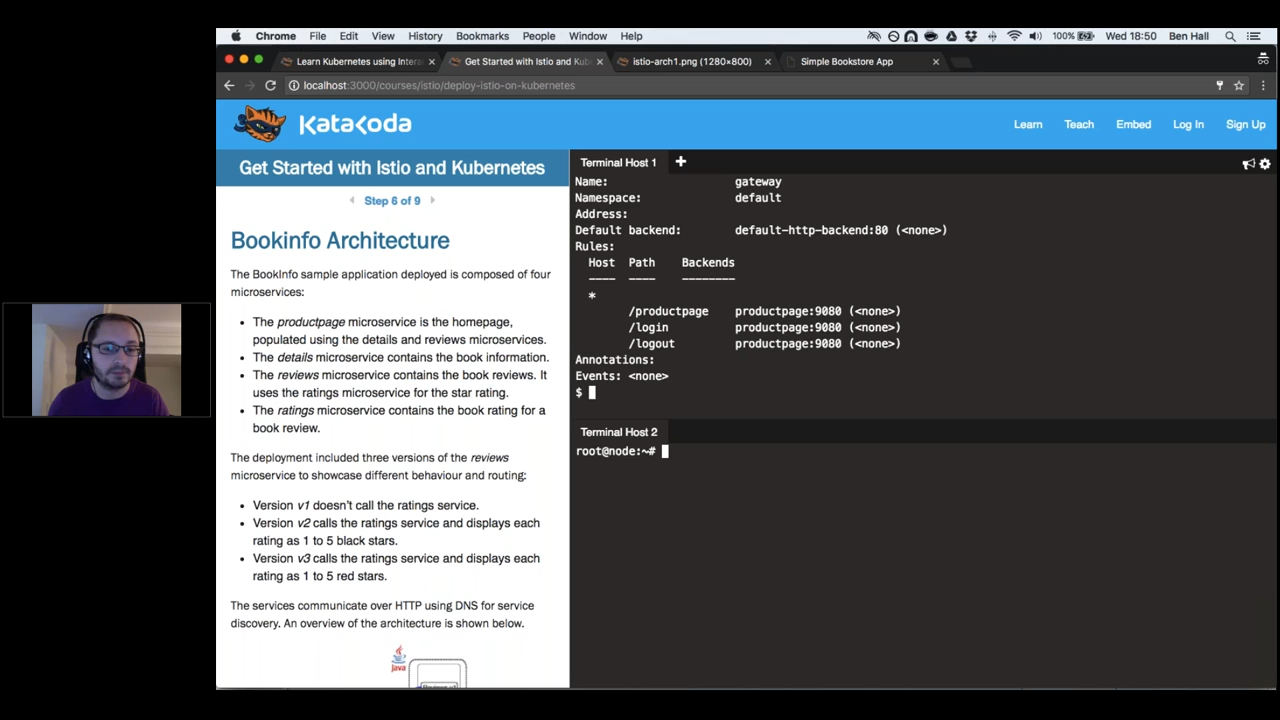 Chrome File Edit View History Bookmarks People Window Help 100% Wed 18:50 Ben Hall
Learn Kubernetes using Intera × Get Started with Istio and Kub × istio-arch1.png (1280×800) × Simple Bookstore App ×
localhost:3000/courses/istio/deploy-istio-on-kubernetes
Katakoda Learn Teach Embed Log In Sign Up
Get Started with Istio and Kubernetes
Step 6 of 9
Bookinfo Architecture
The BookInfo sample application deployed is composed of four
microservices:
• The productpage microservice is the homepage,
populated using the details and reviews microservices.
• The details microservice contains the book information.
• The reviews microservice contains the book reviews. It
uses the ratings microservice for the star rating.
• The ratings microservice contains the book rating for a
book review.
The deployment included three versions of the reviews
microservice to showcase different behaviour and routing:
• Version v1 doesn't call the ratings service.
• Version v2 calls the ratings service and displays each
rating as 1 to 5 black stars.
• Version v3 calls the ratings service and displays each
rating as 1 to 5 red stars.
The services communicate over HTTP using DNS for service
discovery. An overview of the architecture is shown below.
Java
Terminal Host 1 +
Name: gateway
Namespace: default
Address:
Default backend: default-http-backend:80 (<none>)
Rules:
Host Path Backends
---- ---- --------
*
/productpage productpage:9080 (<none>)
/login productpage:9080 (<none>)
/logout productpage:9080 (<none>)
Annotations:
Events: <none>
$
Terminal Host 2
root@node:~#